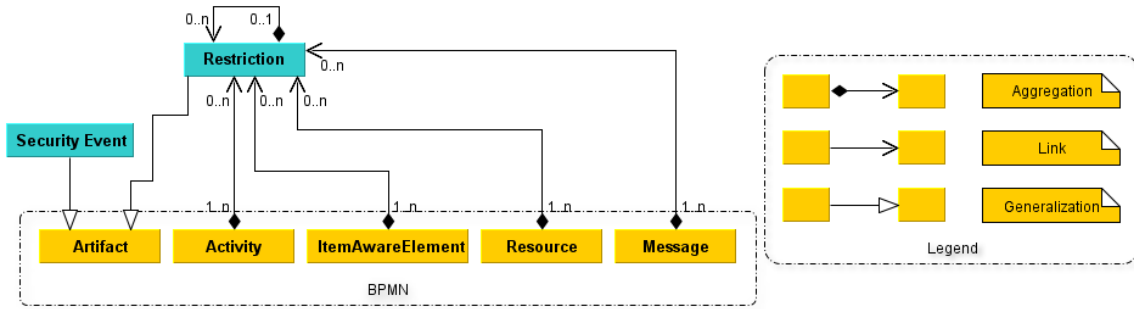 0..n
0..1
Restriction
0..n
0..n
0..n
0..n
Security Event
1..n
1..n
1..n
1..n
Artifact
Activity
ItemAwareElement
Resource
Message
BPMN
Aggregation
Link
Generalization
Legend